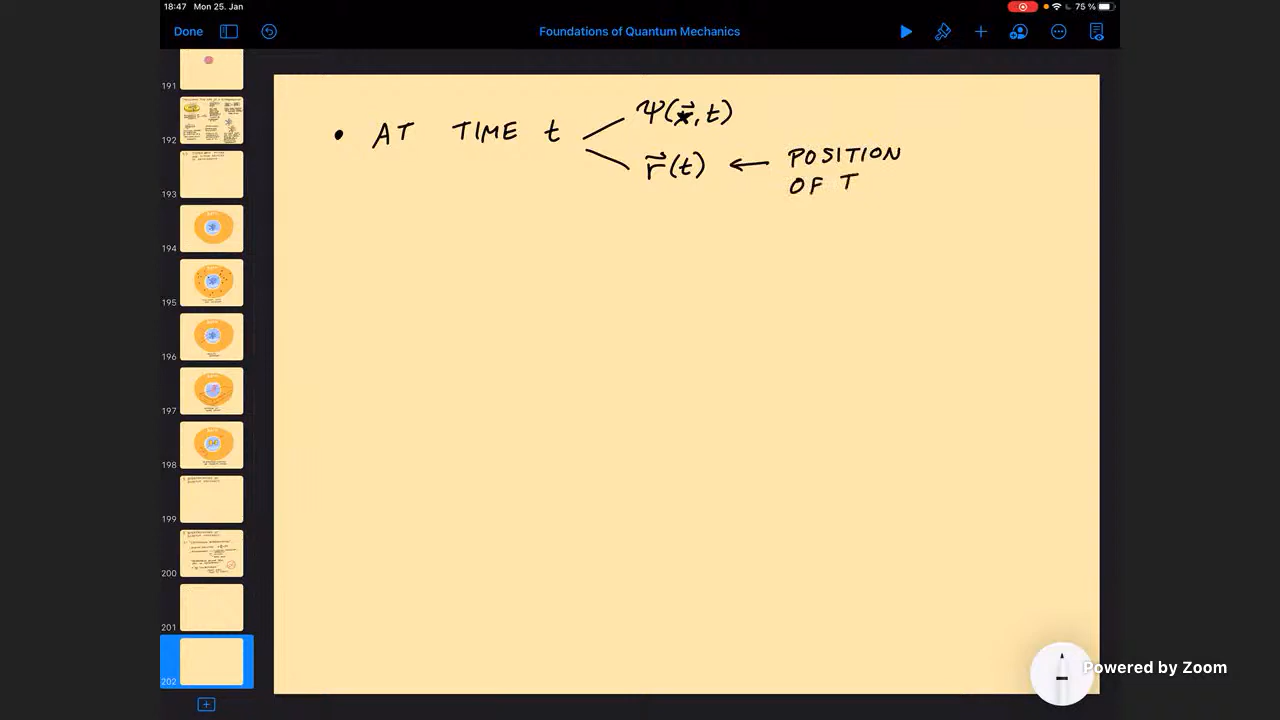 18:47 Mon 25. Jan
75 %
Done
Foundations of Quantum Mechanics
• AT TIME t
Ψ(x⃗, t)
r⃗(t) ← POSITION
OF T
191
192
193
194
195
196
197
198
199
200
201
202
Powered by Zoom